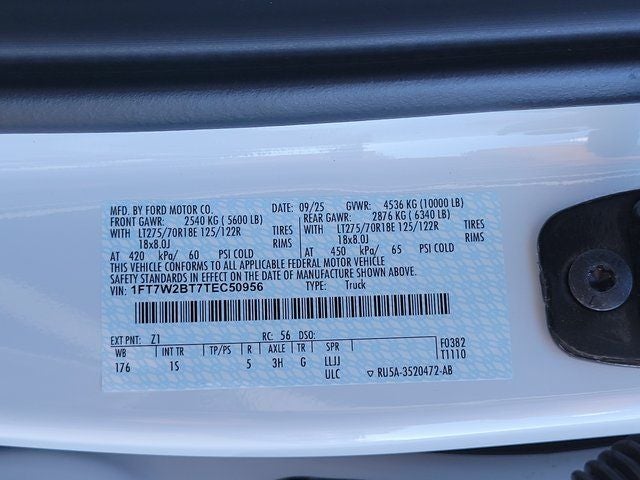 MFD. BY FORD MOTOR CO. DATE: 09/25 GVWR: 4536 KG (10000 LB)
FRONT GAWR: 2540 KG ( 5600 LB) REAR GAWR: 2876 KG ( 6340 LB)
WITH LT275/70R18E 125/122R TIRES WITH LT275/70R18E 125/122R TIRES
18x8.0J RIMS 18x8.0J RIMS
AT 420 kPa/ 60 PSI COLD AT 450 kPa/ 65 PSI COLD
THIS VEHICLE CONFORMS TO ALL APPLICABLE FEDERAL MOTOR VEHICLE
SAFETY STANDARDS IN EFFECT ON THE DATE OF MANUFACTURE SHOWN ABOVE.
VIN: 1FT7W2BT7TEC50956 TYPE: Truck
EXT PNT: Z1 RC: 56 DSO:
WB INT TR TP/PS R AXLE TR SPR F0382
176 1S 5 3H G LLJJ T1110
ULC ▽ RU5A-3520472-AB